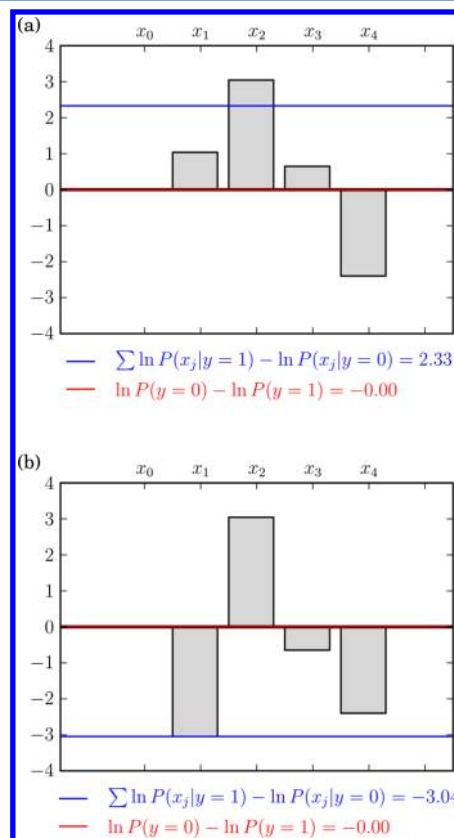 (a)
x₀ x₁ x₂ x₃ x₄
4
3
2
1
0
−1
−2
−3
−4
∑ ln P(xⱼ|y = 1) − ln P(xⱼ|y = 0) = 2.33
ln P(y = 0) − ln P(y = 1) = −0.00
(b)
x₀ x₁ x₂ x₃ x₄
4
3
2
1
0
−1
−2
−3
−4
∑ ln P(xⱼ|y = 1) − ln P(xⱼ|y = 0) = −3.04
ln P(y = 0) − ln P(y = 1) = −0.00